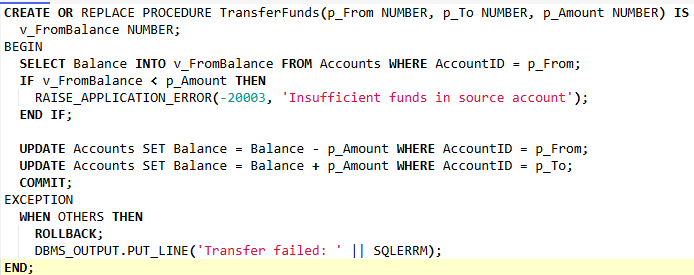 CREATE OR REPLACE PROCEDURE TransferFunds(p_From NUMBER, p_To NUMBER, p_Amount NUMBER) IS
  v_FromBalance NUMBER;
BEGIN
  SELECT Balance INTO v_FromBalance FROM Accounts WHERE AccountID = p_From;
  IF v_FromBalance < p_Amount THEN
    RAISE_APPLICATION_ERROR(-20003, 'Insufficient funds in source account');
  END IF;

  UPDATE Accounts SET Balance = Balance - p_Amount WHERE AccountID = p_From;
  UPDATE Accounts SET Balance = Balance + p_Amount WHERE AccountID = p_To;
  COMMIT;
EXCEPTION
  WHEN OTHERS THEN
    ROLLBACK;
    DBMS_OUTPUT.PUT_LINE('Transfer failed: ' || SQLERRM);
END;